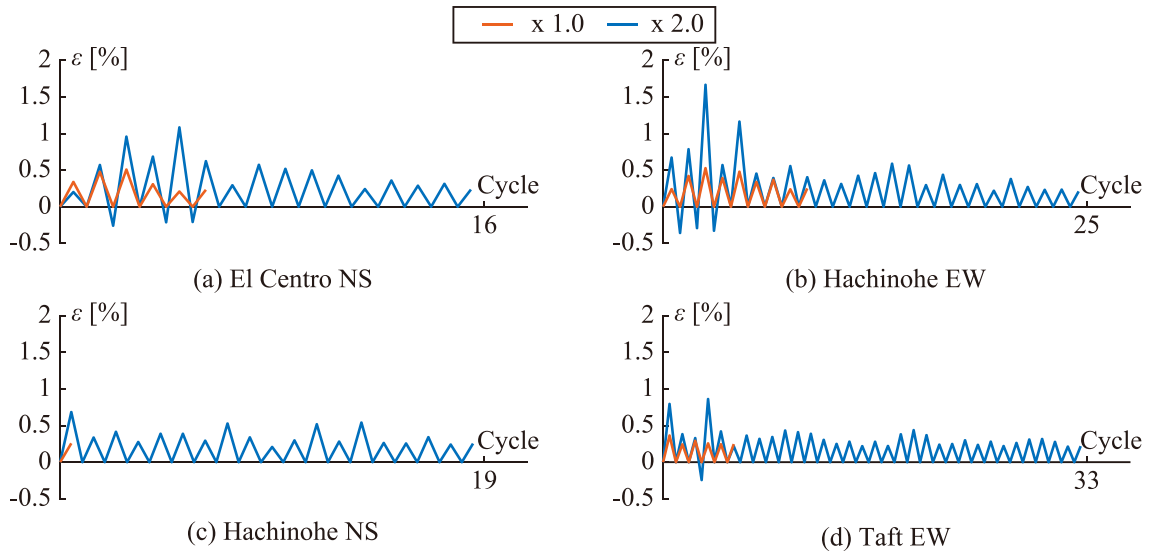 x 1.0 x 2.0
ε [%]
2
1.5
1
0.5
0
-0.5
Cycle
16
(a) El Centro NS
ε [%]
2
1.5
1
0.5
0
-0.5
Cycle
25
(b) Hachinohe EW
ε [%]
2
1.5
1
0.5
0
-0.5
Cycle
19
(c) Hachinohe NS
ε [%]
2
1.5
1
0.5
0
-0.5
Cycle
33
(d) Taft EW